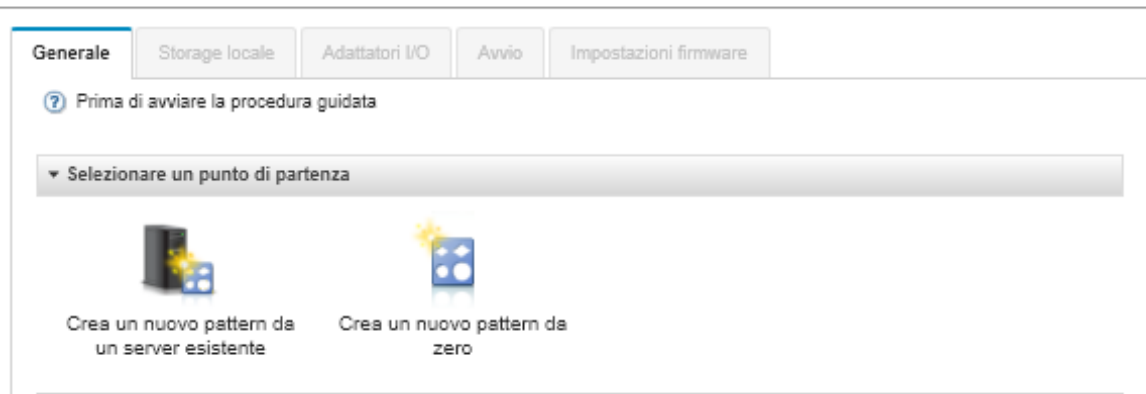 Generale Storage locale Adattatori I/O Avvio Impostazioni firmware
? Prima di avviare la procedura guidata
Selezionare un punto di partenza
Crea un nuovo pattern da un server esistente
Crea un nuovo pattern da zero